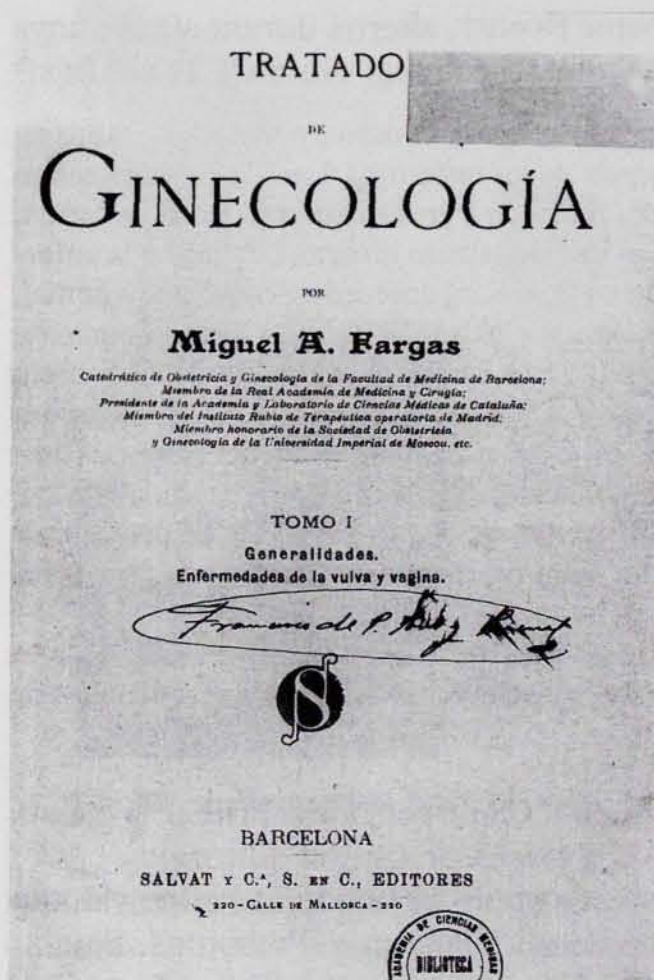 TRATADO
DE
GINECOLOGÍA
POR
Miguel A. Fargas
Catedrático de Obstetricia y Ginecología de la Facultad de Medicina de Barcelona;
Miembro de la Real Academia de Medicina y Cirugía;
Presidente de la Academia y Laboratorio de Ciencias Médicas de Cataluña;
Miembro del Instituto Rubio de Terapéutica operatoria de Madrid;
Miembro honorario de la Sociedad de Obstetricia
y Ginecología de la Universidad Imperial de Moscou. etc.
TOMO I
Generalidades.
Enfermedades de la vulva y vagina.
Francisco de P.
S
BARCELONA
SALVAT Y C.ª, S. EN C., EDITORES
220-CALLE DE MALLORCA-220
DE CIENCIAS
BIBLIOTECA